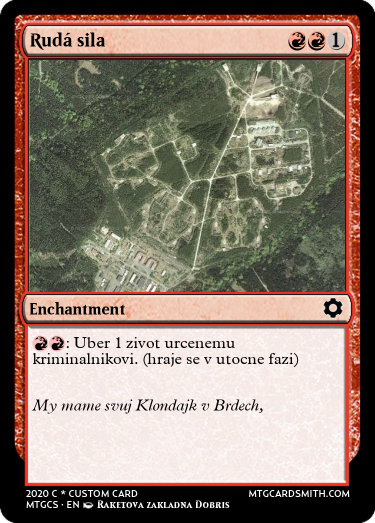 Rudá sila 1
Enchantment
: Uber 1 zivot urcenemu
kriminalnikovi. (hraje se v utocne fazi)
My mame svuj Klondajk v Brdech,
2020 C * CUSTOM CARD
MTGCARDSMITH.COM
MTGCS · EN RAKETOVA ZAKLADNA DOBRIS